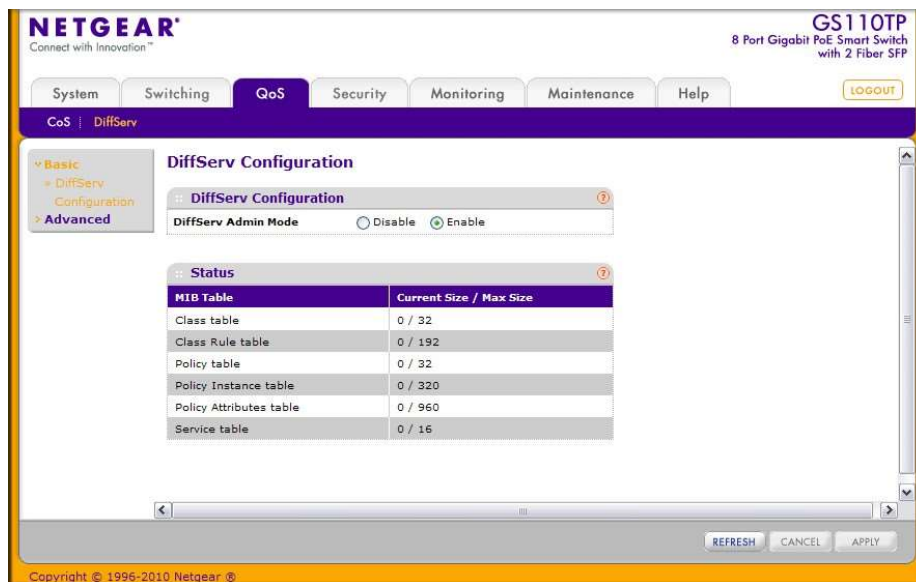 NETGEAR®
Connect with Innovation™
GS110TP
8 Port Gigabit PoE Smart Switch
with 2 Fiber SFP
System Switching QoS Security Monitoring Maintenance Help LOGOUT
CoS | DiffServ
Basic
» DiffServ
Configuration
Advanced
DiffServ Configuration
DiffServ Configuration ?
DiffServ Admin Mode Disable Enable
Status ?
MIB Table Current Size / Max Size
Class table 0 / 32
Class Rule table 0 / 192
Policy table 0 / 32
Policy Instance table 0 / 320
Policy Attributes table 0 / 960
Service table 0 / 16
REFRESH CANCEL APPLY
Copyright © 1996-2010 Netgear ®